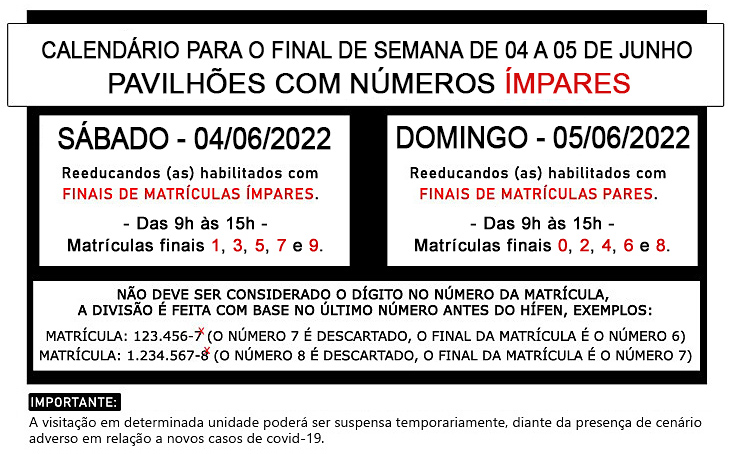 CALENDÁRIO PARA O FINAL DE SEMANA DE 04 A 05 DE JUNHO
PAVILHÕES COM NÚMEROS ÍMPARES
SÁBADO - 04/06/2022
Reeducandos (as) habilitados com
FINAIS DE MATRÍCULAS ÍMPARES.
- Das 9h às 15h -
Matrículas finais 1, 3, 5, 7 e 9.
DOMINGO - 05/06/2022
Reeducandos (as) habilitados com
FINAIS DE MATRÍCULAS PARES.
- Das 9h às 15h -
Matrículas finais 0, 2, 4, 6 e 8.
NÃO DEVE SER CONSIDERADO O DÍGITO NO NÚMERO DA MATRÍCULA,
A DIVISÃO É FEITA COM BASE NO ÚLTIMO NÚMERO ANTES DO HÍFEN, EXEMPLOS:
MATRÍCULA: 123.456-7 (O NÚMERO 7 É DESCARTADO, O FINAL DA MATRÍCULA É O NÚMERO 6)
MATRÍCULA: 1.234.567-8 (O NÚMERO 8 É DESCARTADO, O FINAL DA MATRÍCULA É O NÚMERO 7)
IMPORTANTE:
A visitação em determinada unidade poderá ser suspensa temporariamente, diante da presença de cenário
adverso em relação a novos casos de covid-19.